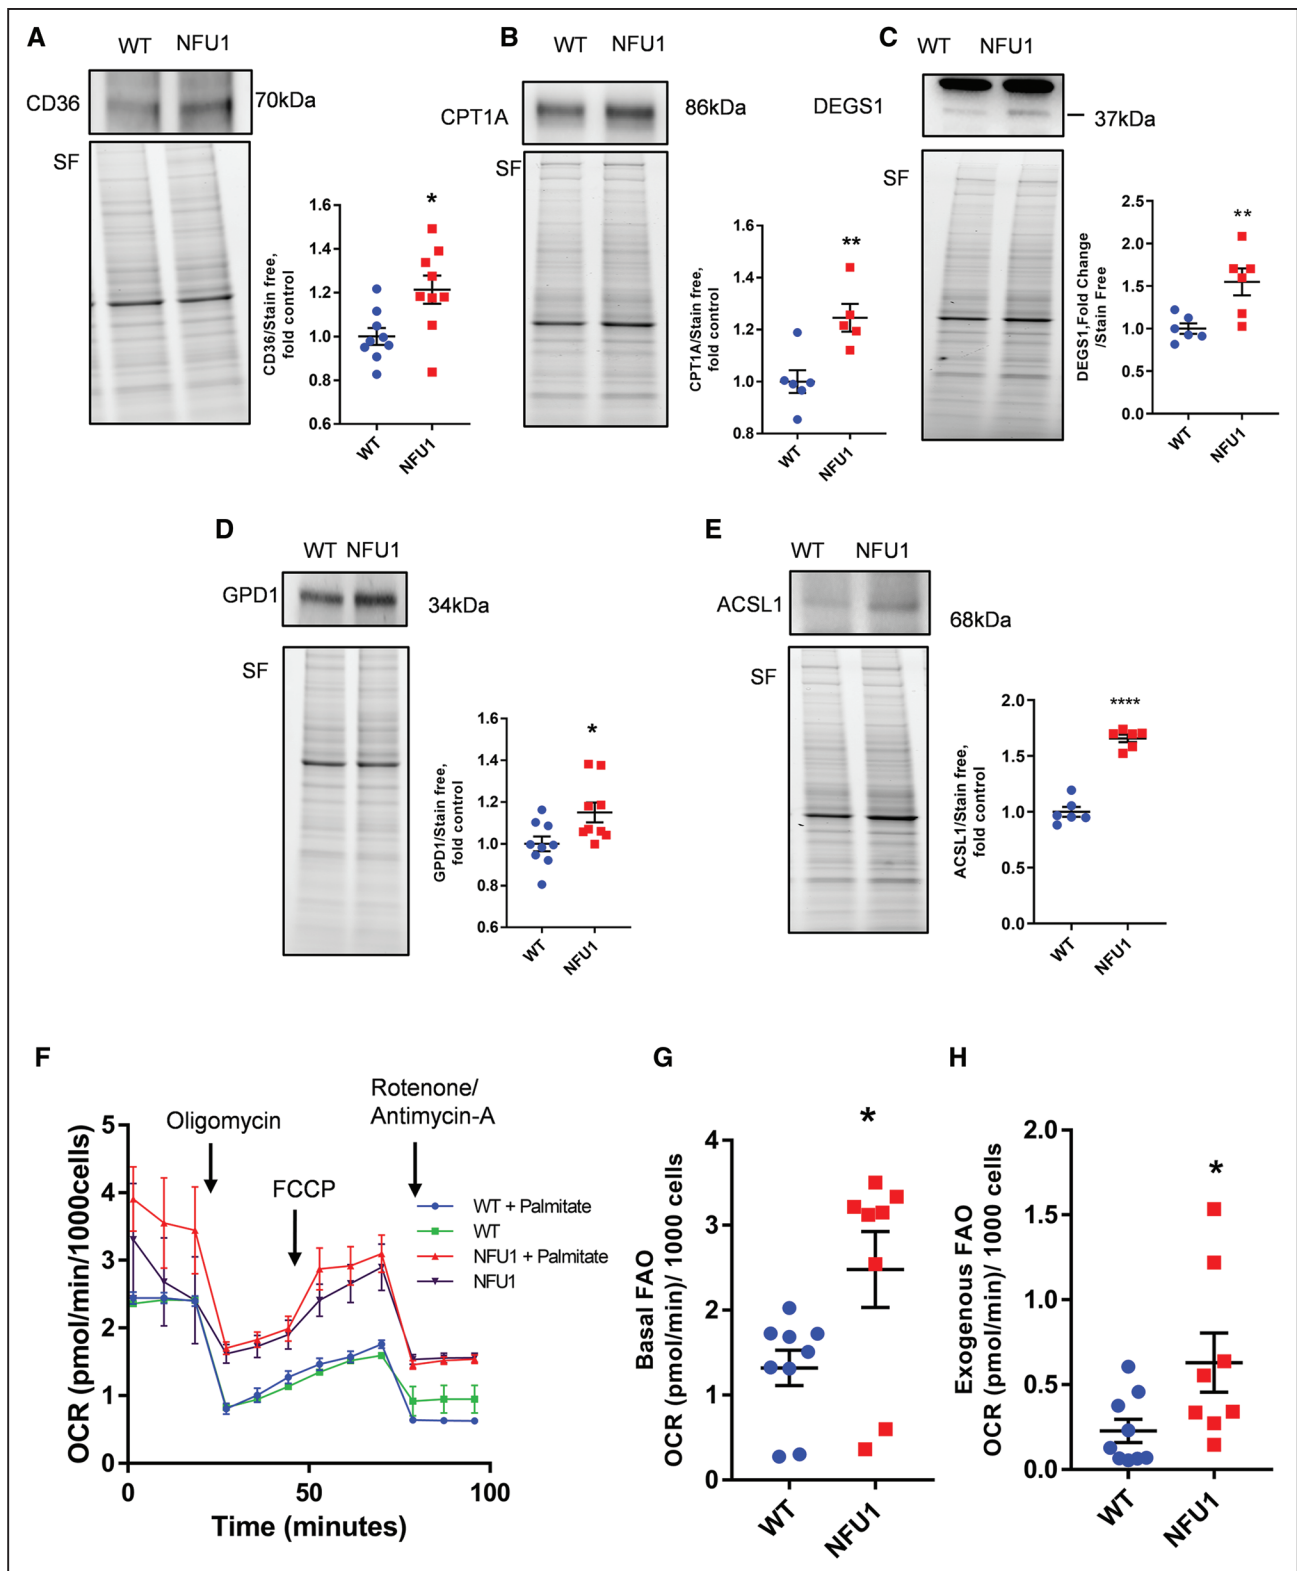 A
WT
NFU1
CD36
70kDa
SF
1.6
1.4
1.2
1.0
0.8
0.6
CD36/Stain free,
fold control
*
WT
NFU1
B
WT
NFU1
CPT1A
86kDa
SF
1.6
1.4
1.2
1.0
0.8
CPT1A/Stain free,
fold control
**
WT
NFU1
C
WT
NFU1
DEGS1
37kDa
SF
2.5
2.0
1.5
1.0
0.5
0.0
DEGS1,Fold Change
/Stain Free
**
WT
NFU1
D
WT NFU1
GPD1
34kDa
SF
1.6
1.4
1.2
1.0
0.8
0.6
GPD1/Stain free,
fold control
*
WT
NFU1
E
WT
NFU1
ACSL1
68kDa
SF
2.0
1.5
1.0
0.5
0.0
ACSL1/Stain free,
fold control
****
WT
NFU1
F
Oligomycin
FCCP
Rotenone/
Antimycin-A
WT + Palmitate
WT
NFU1 + Palmitate
NFU1
5
4
3
2
1
0
OCR (pmol/min/1000cells)
0
50
100
Time (minutes)
G
*
4
3
2
1
0
Basal FAO
OCR (pmol/min)/ 1000 cells
WT
NFU1
H
*
2.0
1.5
1.0
0.5
0.0
Exogenous FAO
OCR (pmol/min)/ 1000 cells
WT
NFU1